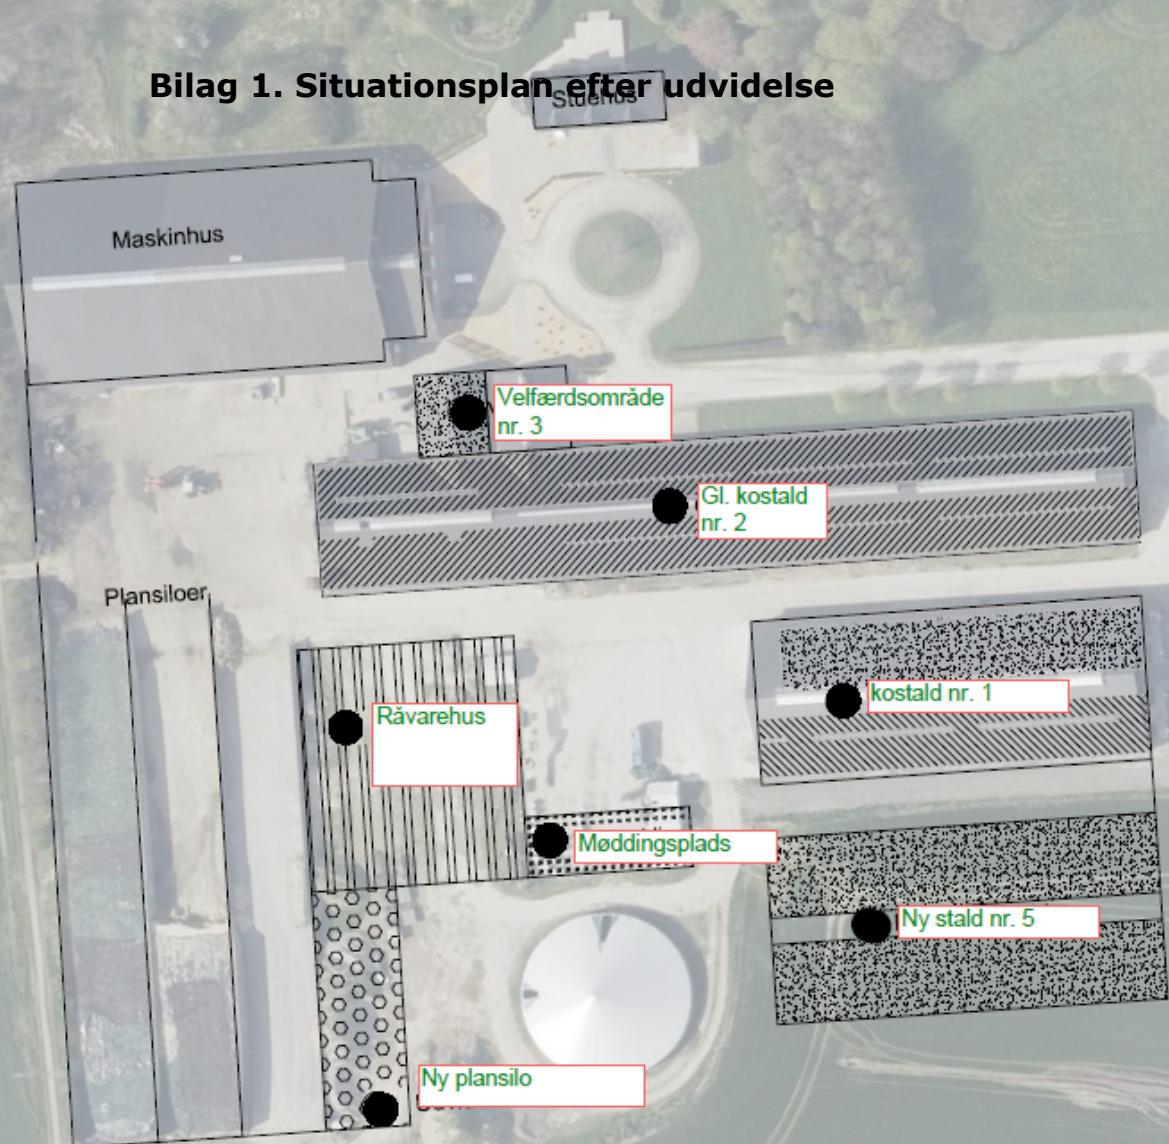 Bilag 1. Situationsplan efter udvidelse
Stuehus
Maskinhus
Velfærdsområde
nr. 3
Gl. kostald
nr. 2
Plansiloer
kostald nr. 1
Råvarehus
Møddingsplads
Ny stald nr. 5
Ny plansilo